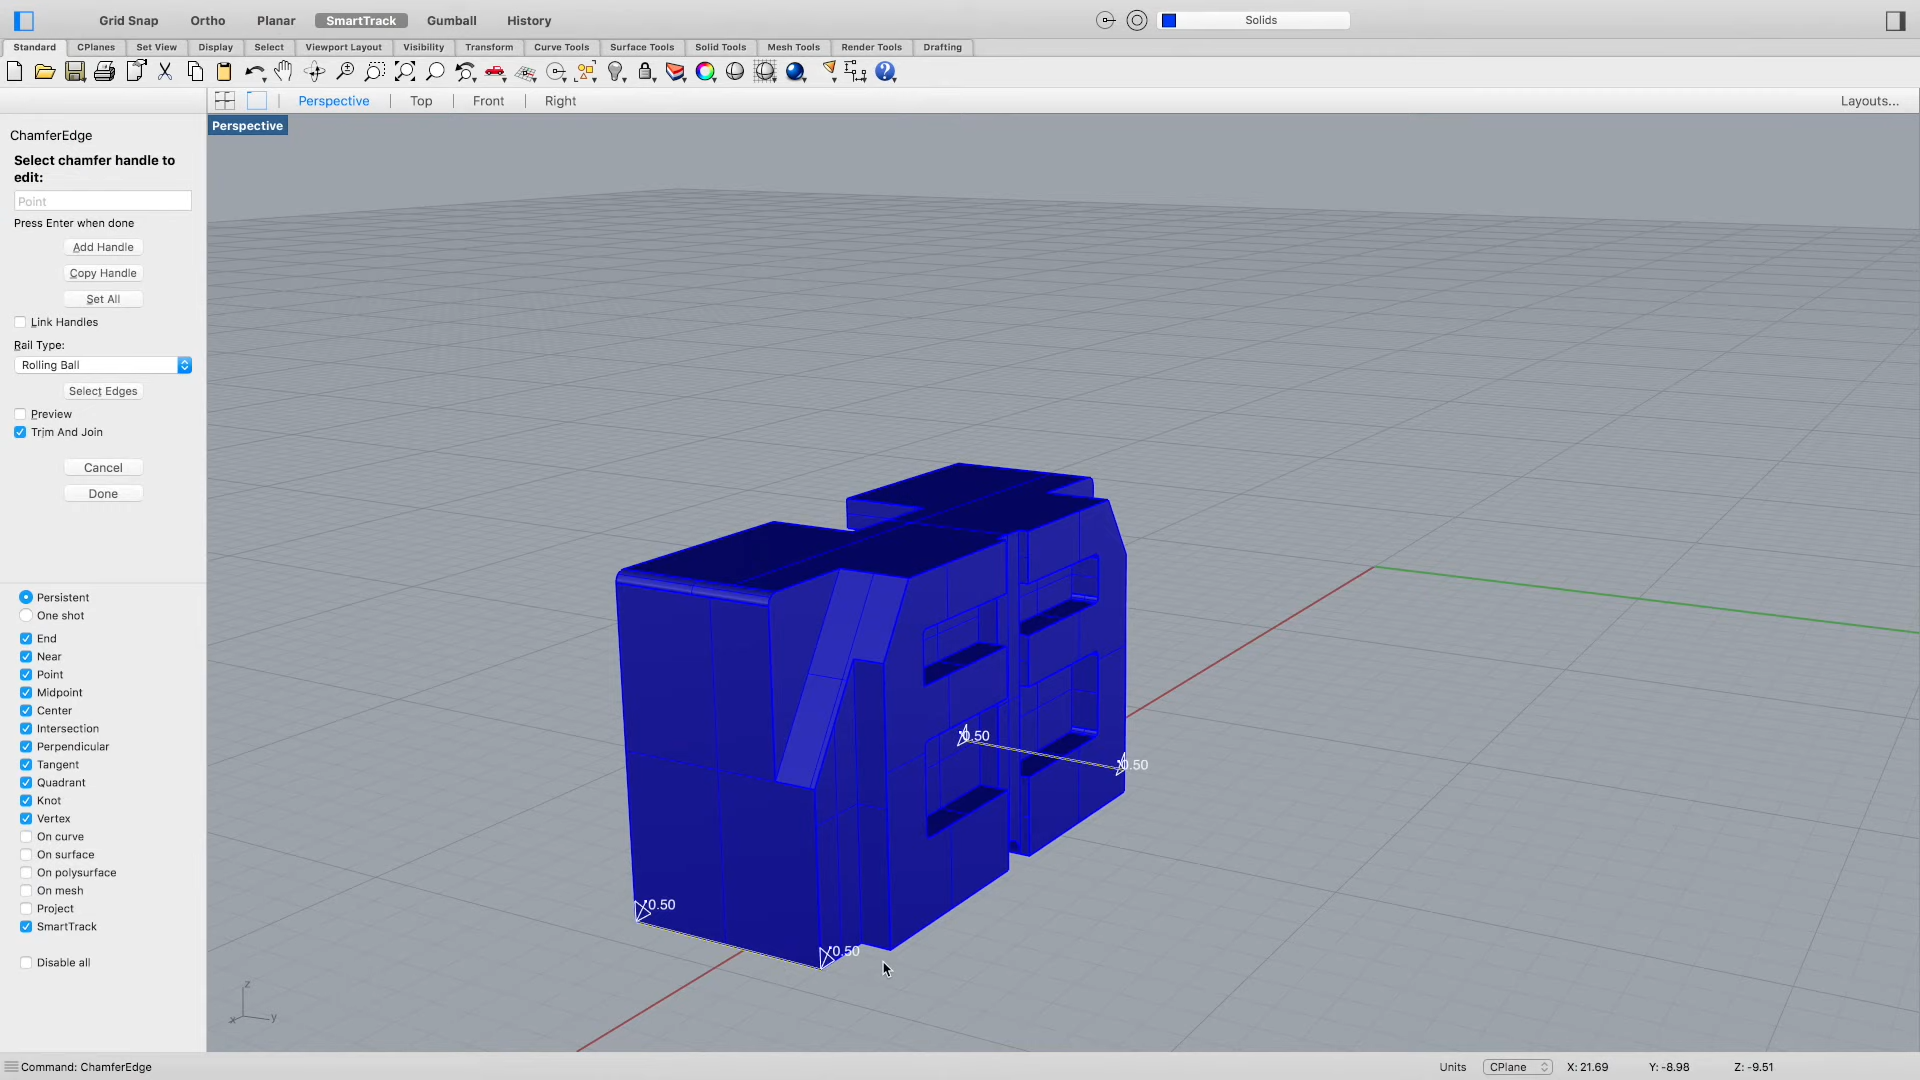 Grid Snap Ortho Planar SmartTrack Gumball History Solids
Standard CPlanes Set View Display Select Viewport Layout Visibility Transform Curve Tools Surface Tools Solid Tools Mesh Tools Render Tools Drafting
Perspective Top Front Right Layouts...
Perspective
ChamferEdge
Select chamfer handle to
edit:
Point
Press Enter when done
Add Handle
Copy Handle
Set All
Link Handles
Rail Type:
Rolling Ball
Select Edges
Preview
Trim And Join
Cancel
Done
Persistent
One shot
End
Near
Point
Midpoint
Center
Intersection
Perpendicular
Tangent
Quadrant
Knot
Vertex
On curve
On surface
On polysurface
On mesh
Project
SmartTrack
Disable all
0.50
0.50
0.50
0.50
z
x y
Command: ChamferEdge Units CPlane X: 21.69 Y: -8.98 Z: -9.51